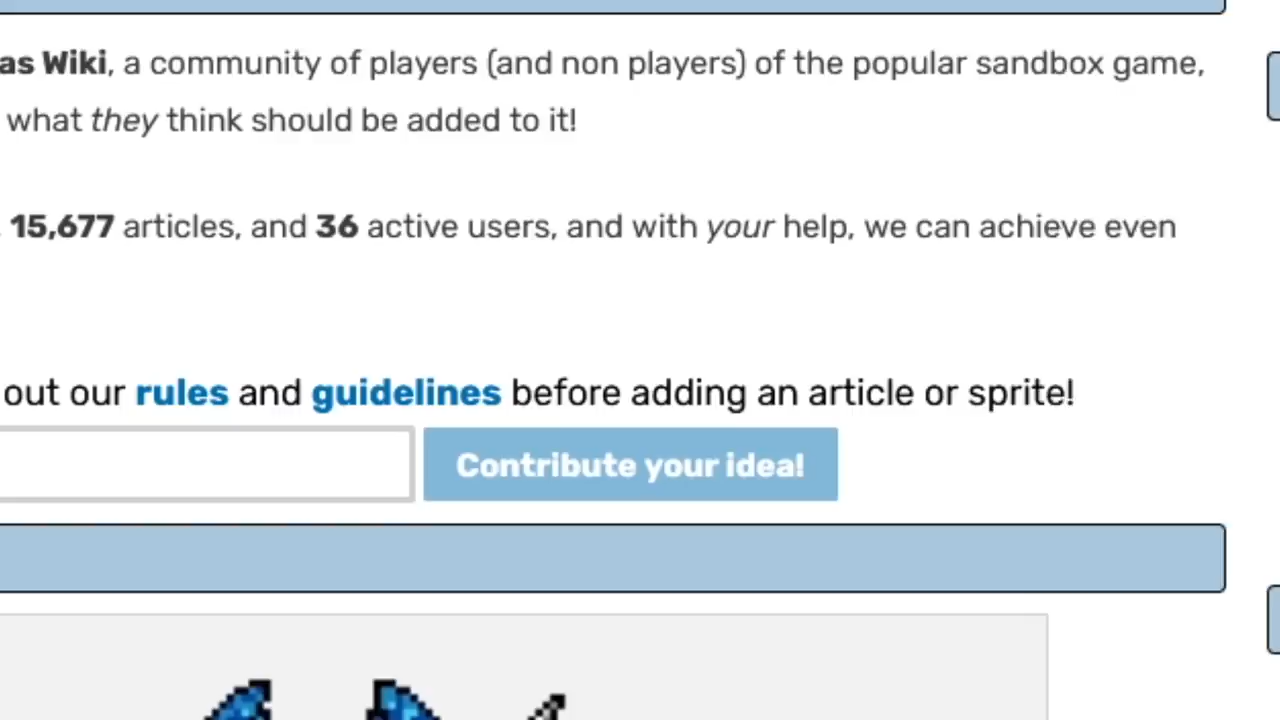 as Wiki, a community of players (and non players) of the popular sandbox game,
what they think should be added to it!
15,677 articles, and 36 active users, and with your help, we can achieve even
out our rules and guidelines before adding an article or sprite!
Contribute your idea!